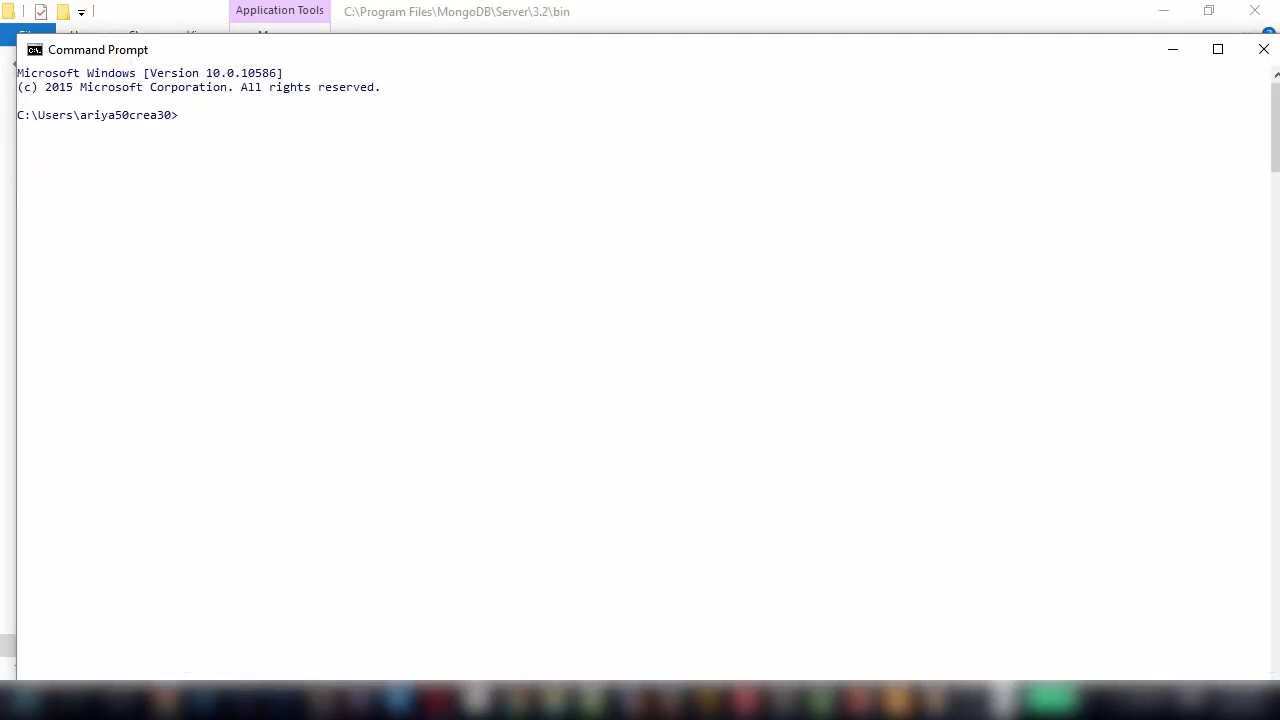 Application Tools
C:\Program Files\MongoDB\Server\3.2\bin
Command Prompt
Microsoft Windows [Version 10.0.10586]
(c) 2015 Microsoft Corporation. All rights reserved.
C:\Users\ariya50crea30>